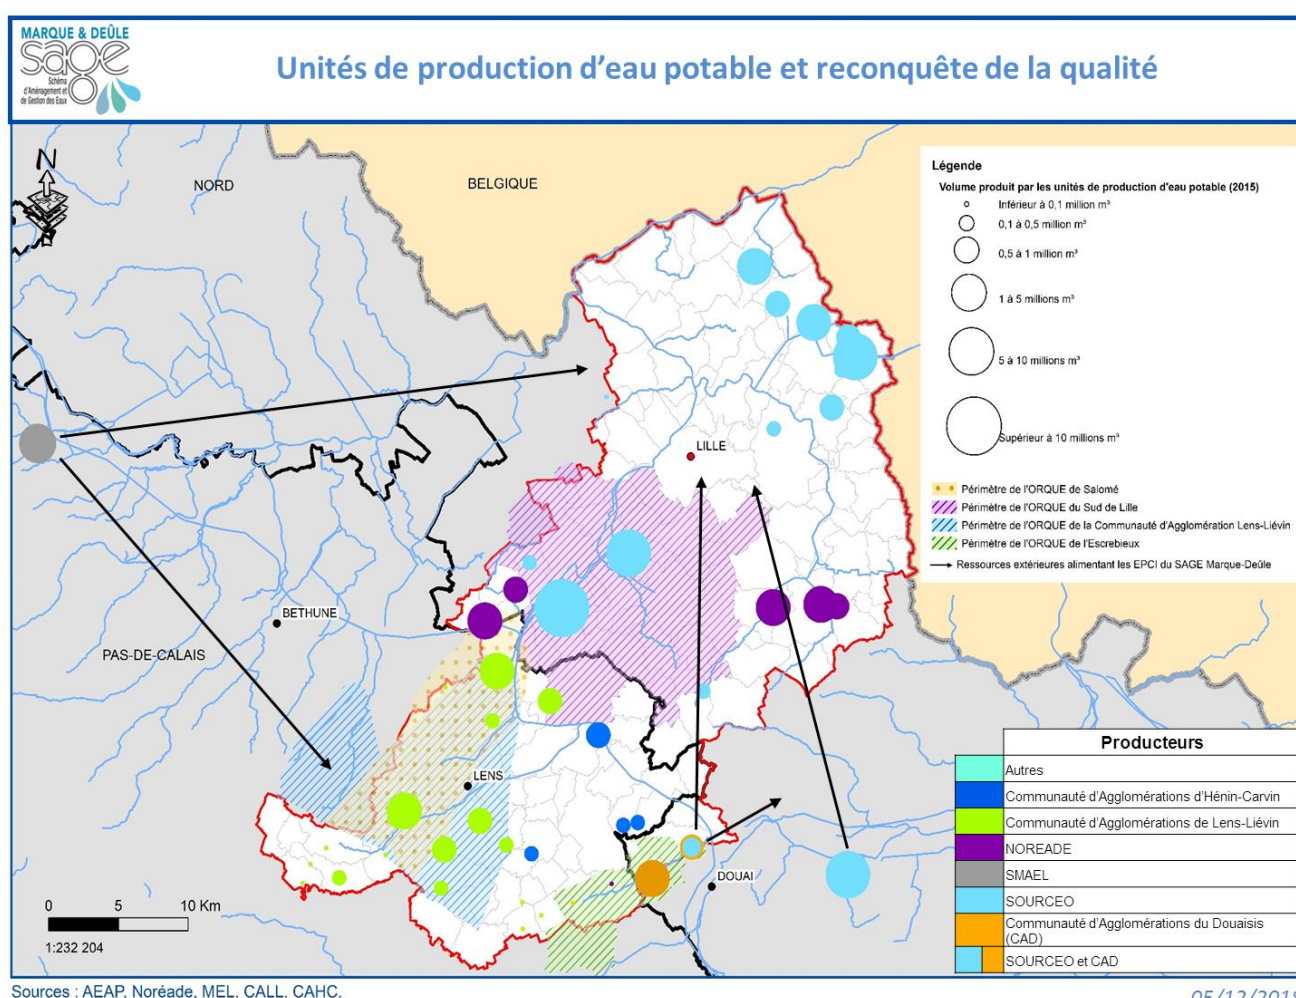 MARQUE & DEÛLE
sage
Schéma
d'Aménagement et
de Gestion des Eaux
Unités de production d'eau potable et reconquête de la qualité
N
NORD
BELGIQUE
LILLE
BETHUNE
PAS-DE-CALAIS
LENS
DOUAI
0 5 10 Km
1:232 204
Légende
Volume produit par les unités de production d'eau potable (2015)
Inférieur à 0,1 million m³
0,1 à 0,5 million m³
0,5 à 1 million m³
1 à 5 millions m³
5 à 10 millions m³
Supérieur à 10 millions m³
Périmètre de l'ORQUE de Salomé
Périmètre de l'ORQUE du Sud de Lille
Périmètre de l'ORQUE de la Communauté d'Agglomération Lens-Liévin
Périmètre de l'ORQUE de l'Escrebieux
Ressources extérieures alimentant les EPCI du SAGE Marque-Deûle
Producteurs
Autres
Communauté d'Agglomérations d'Hénin-Carvin
Communauté d'Agglomérations de Lens-Liévin
NOREADE
SMAEL
SOURCEO
Communauté d'Agglomérations du Douaisis
(CAD)
SOURCEO et CAD
Sources : AEAP, Noréade, MEL, CALL, CAHC.
05/12/2018